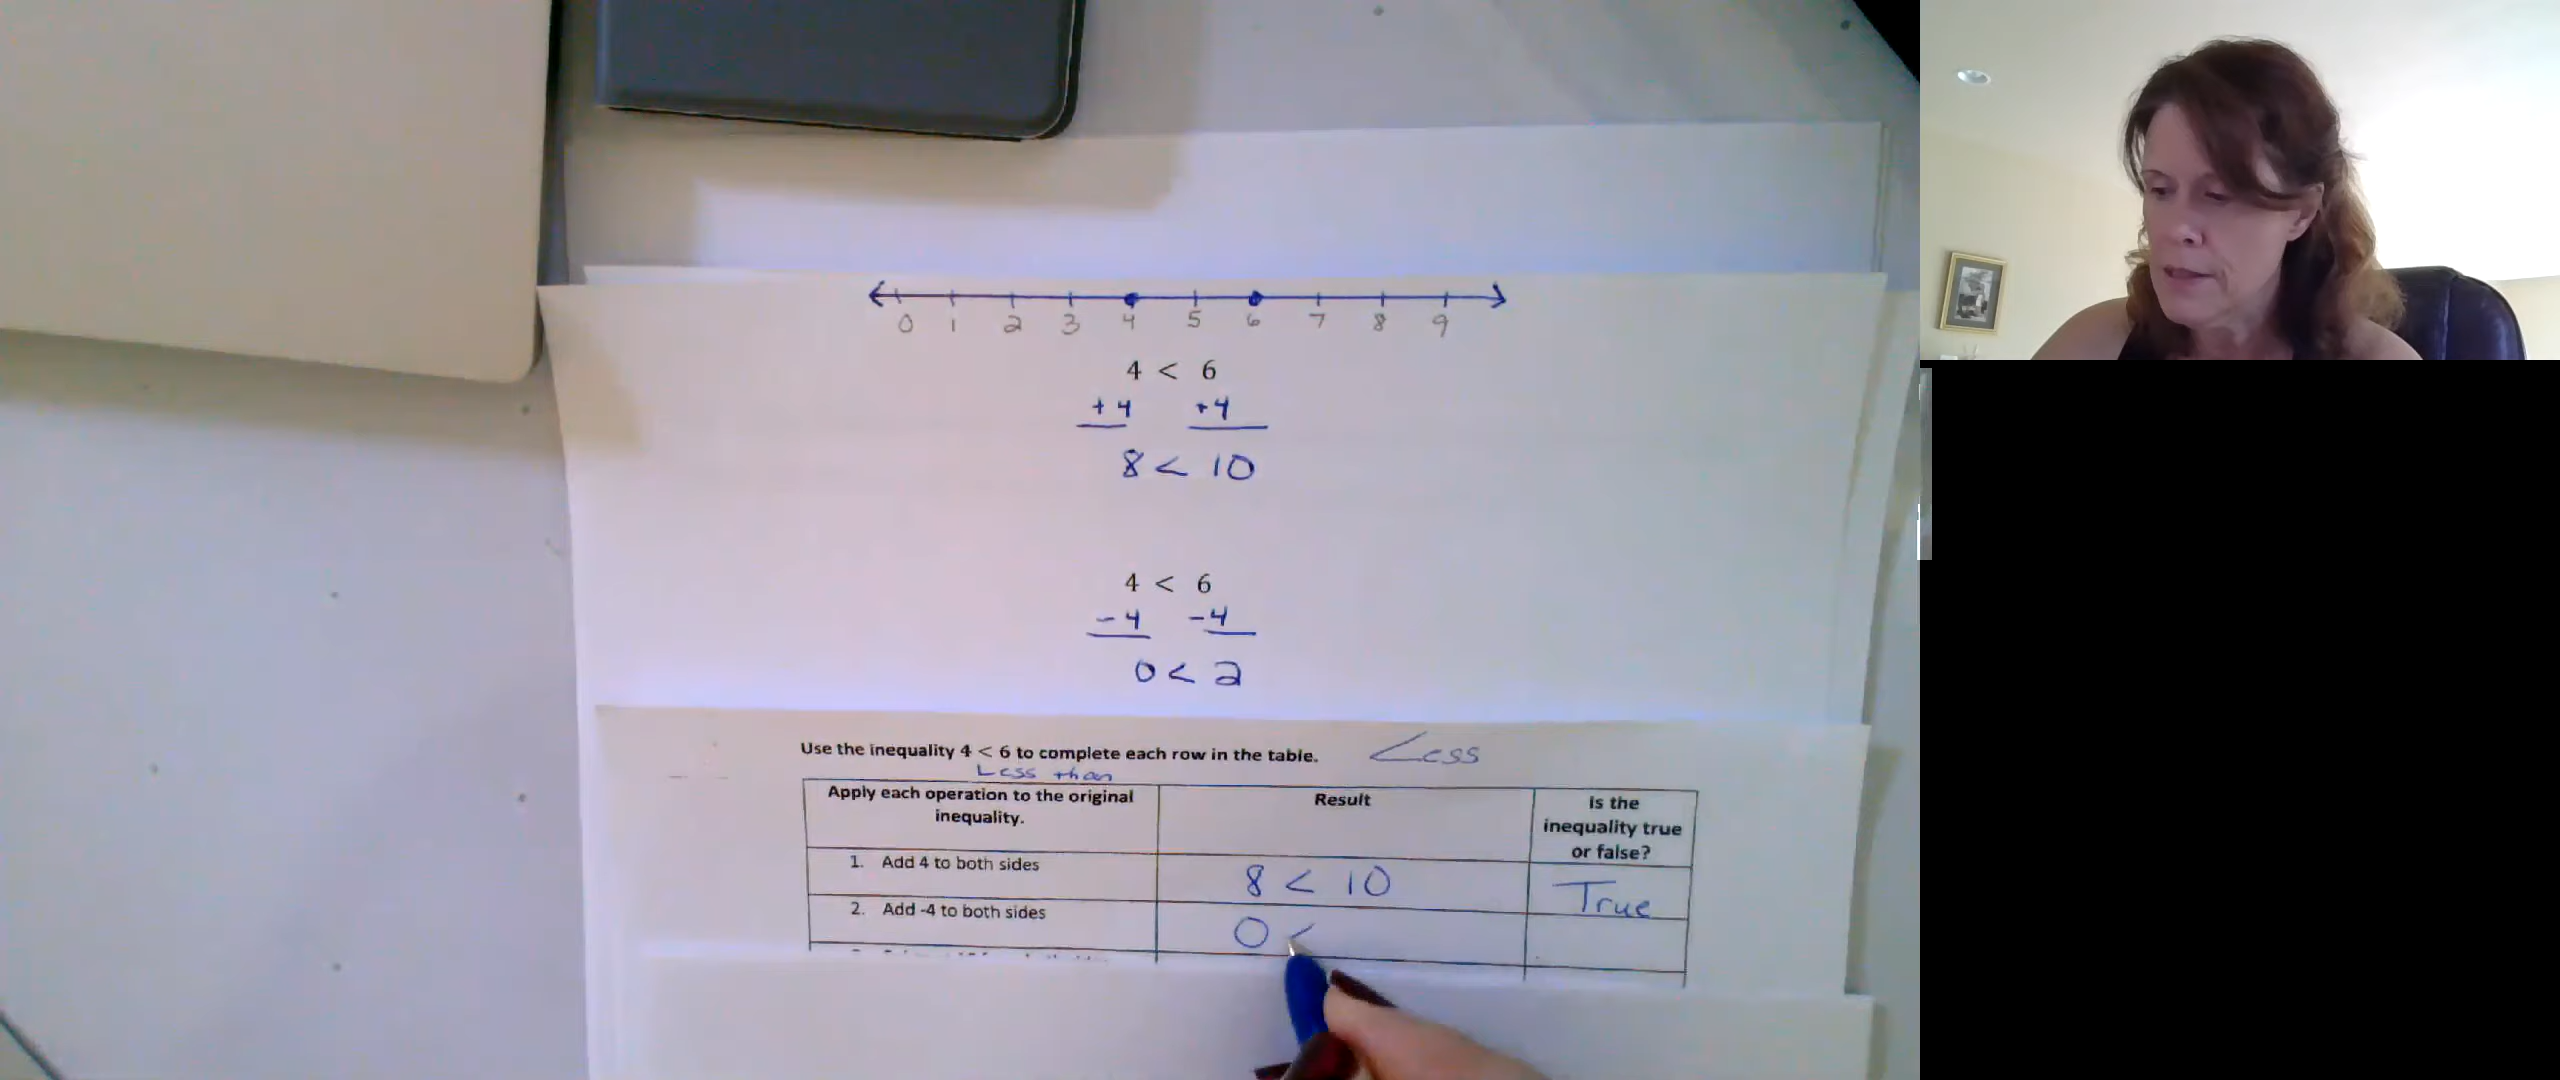 0 1 2 3 4 5 6 7 8 9
4 < 6
+4 +4
8 < 10
4 < 6
-4 -4
0 < 2
Use the inequality 4 < 6 to complete each row in the table. Less
Less than
Apply each operation to the original inequality.
Result
Is the inequality true or false?
1. Add 4 to both sides
8 < 10
True
2. Add -4 to both sides
0 <